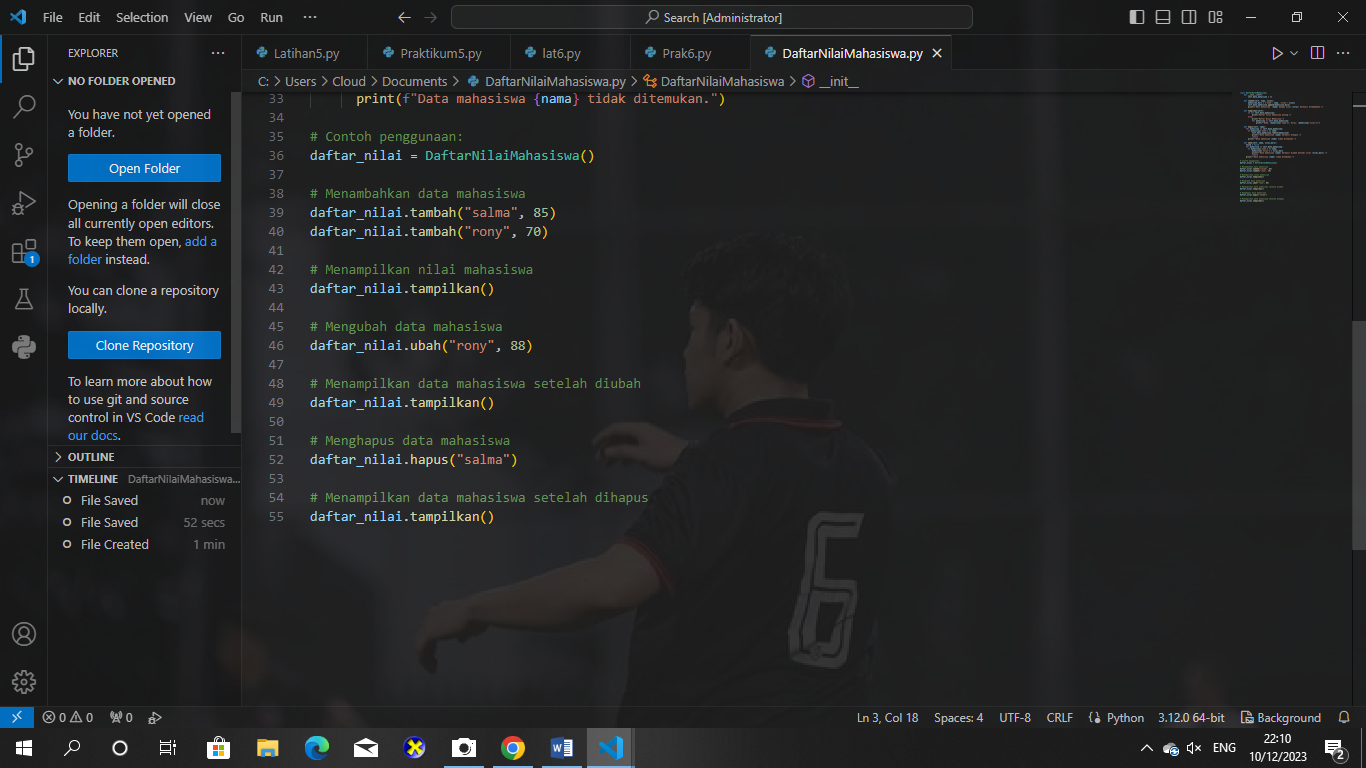 File Edit Selection View Go Run ··· Search [Administrator]
EXPLORER ···
NO FOLDER OPENED
You have not yet opened
a folder.
Open Folder
Opening a folder will close
all currently open editors.
To keep them open, add a
folder instead.
You can clone a repository
locally.
Clone Repository
To learn more about how
to use git and source
control in VS Code read
our docs.
OUTLINE
TIMELINE DaftarNilaiMahasiswa...
File Saved now
File Saved 52 secs
File Created 1 min
1
Latihan5.py Praktikum5.py lat6.py Prak6.py DaftarNilaiMahasiswa.py
C: > Users > Cloud > Documents > DaftarNilaiMahasiswa.py > DaftarNilaiMahasiswa > __init__
33 print(f"Data mahasiswa {nama} tidak ditemukan.")
34
35 # Contoh penggunaan:
36 daftar_nilai = DaftarNilaiMahasiswa()
37
38 # Menambahkan data mahasiswa
39 daftar_nilai.tambah("salma", 85)
40 daftar_nilai.tambah("rony", 70)
41
42 # Menampilkan nilai mahasiswa
43 daftar_nilai.tampilkan()
44
45 # Mengubah data mahasiswa
46 daftar_nilai.ubah("rony", 88)
47
48 # Menampilkan data mahasiswa setelah diubah
49 daftar_nilai.tampilkan()
50
51 # Menghapus data mahasiswa
52 daftar_nilai.hapus("salma")
53
54 # Menampilkan data mahasiswa setelah dihapus
55 daftar_nilai.tampilkan()
6
0 0 0 Ln 3, Col 18 Spaces: 4 UTF-8 CRLF Python 3.12.0 64-bit Background
ENG 22:10
10/12/2023 2